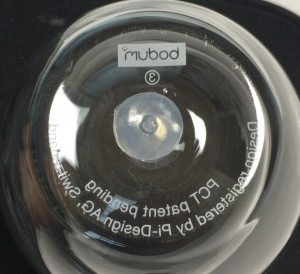 bodum®
3
Design registered by Pi-Design AG, Switzerland
PCT patent pending